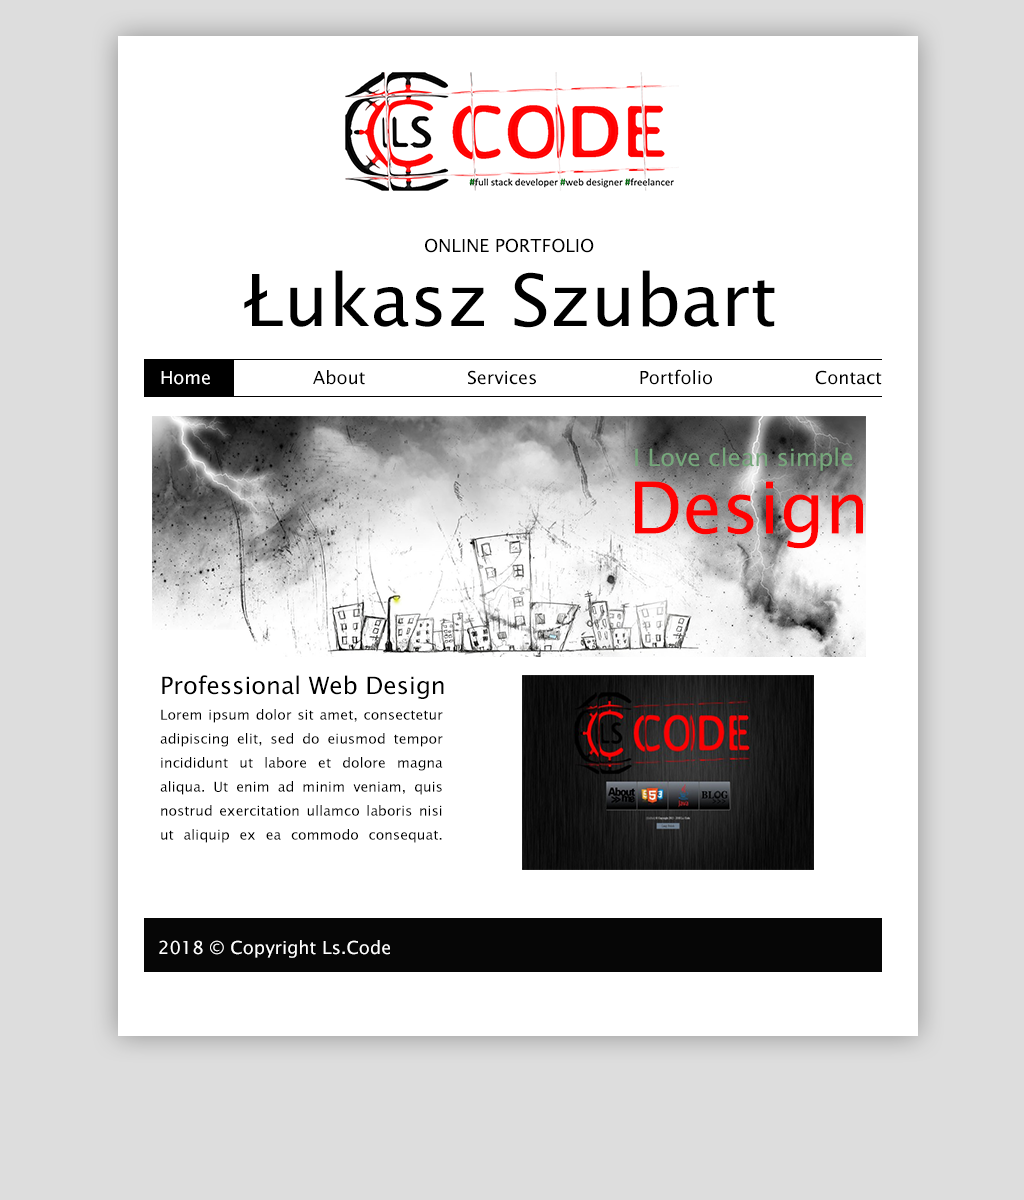 LS CODE
#full stack developer #web designer #freelancer
ONLINE PORTFOLIO
Łukasz Szubart
Home About Services Portfolio Contact
I Love clean simple
Design
Professional Web Design
Lorem ipsum dolor sit amet, consectetur
adipiscing elit, sed do eiusmod tempor
incididunt ut labore et dolore magna
aliqua. Ut enim ad minim veniam, quis
nostrud exercitation ullamco laboris nisi
ut aliquip ex ea commodo consequat.
LS CODE
About me 5 Java BLOG
2018 © Copyright Ls.Code